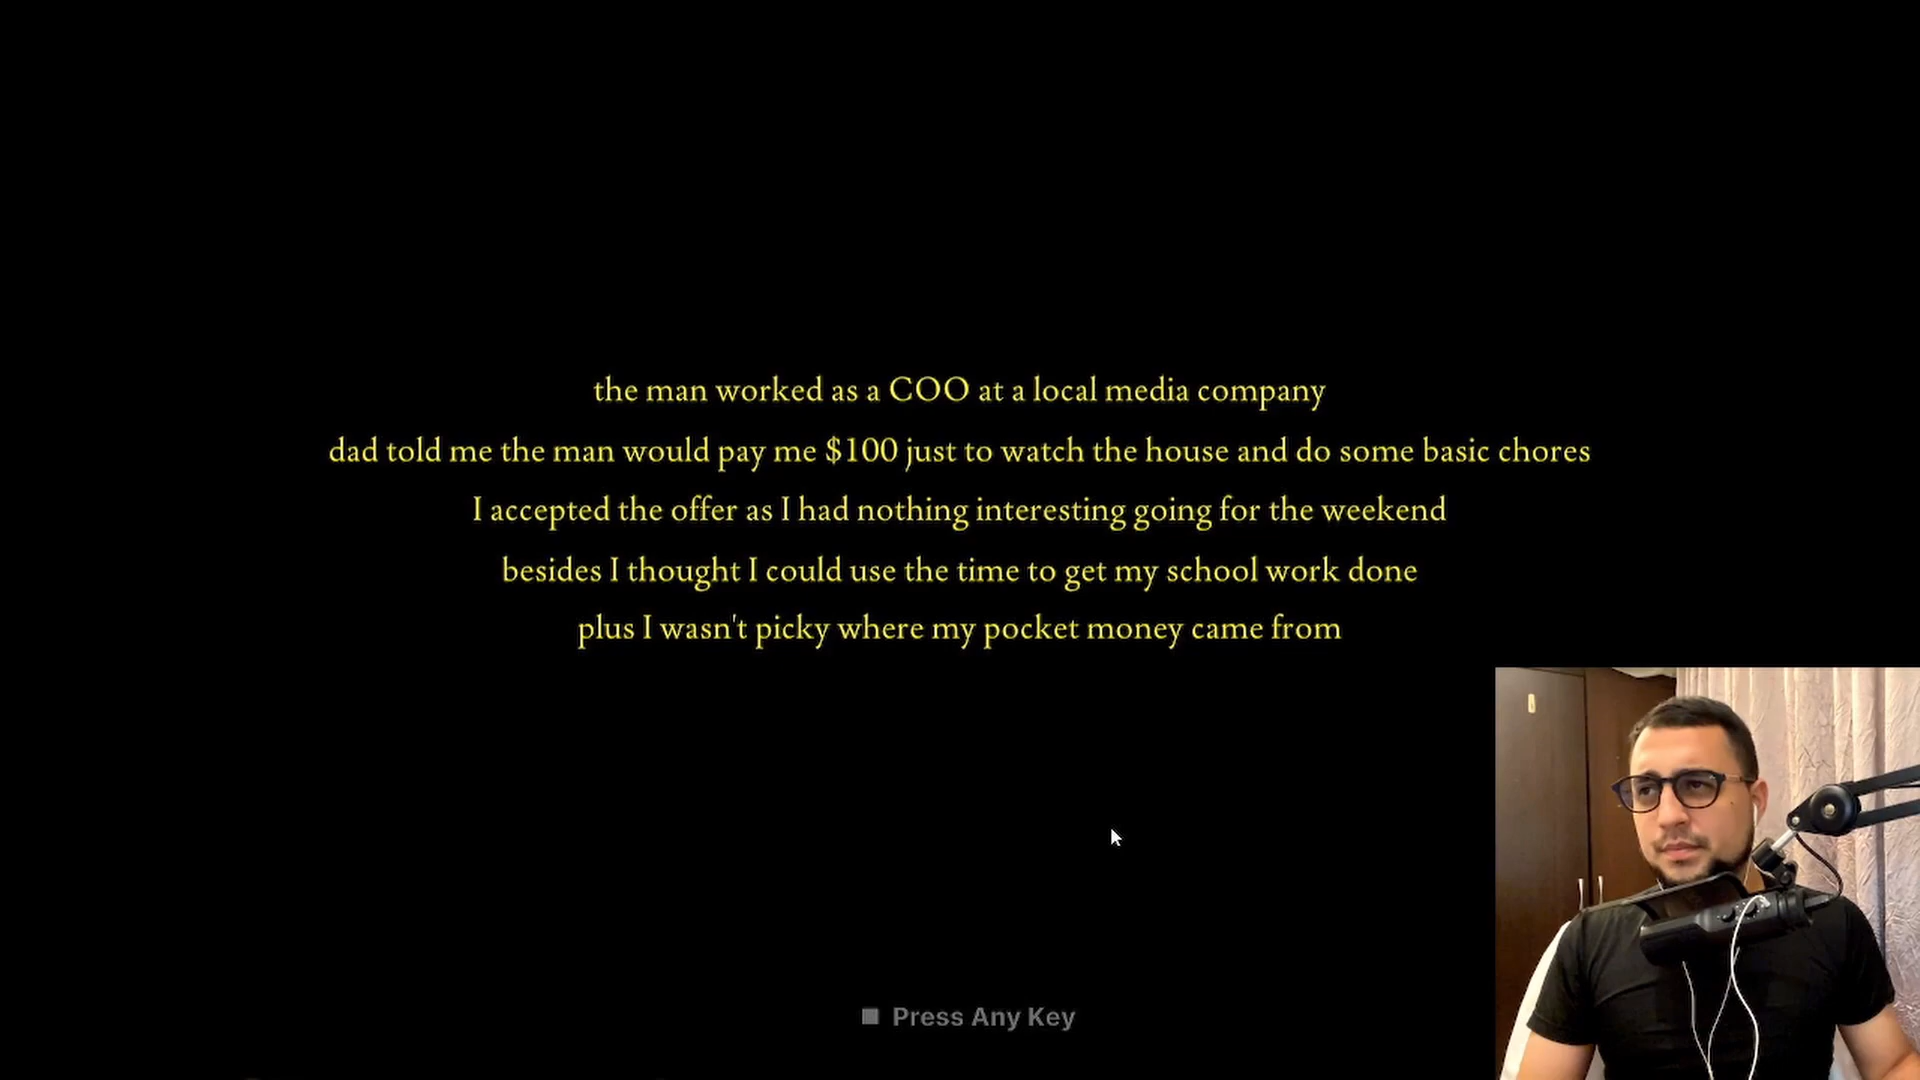 the man worked as a COO at a local media company
dad told me the man would pay me $100 just to watch the house and do some basic chores
I accepted the offer as I had nothing interesting going for the weekend
besides I thought I could use the time to get my school work done
plus I wasn't picky where my pocket money came from
Press Any Key